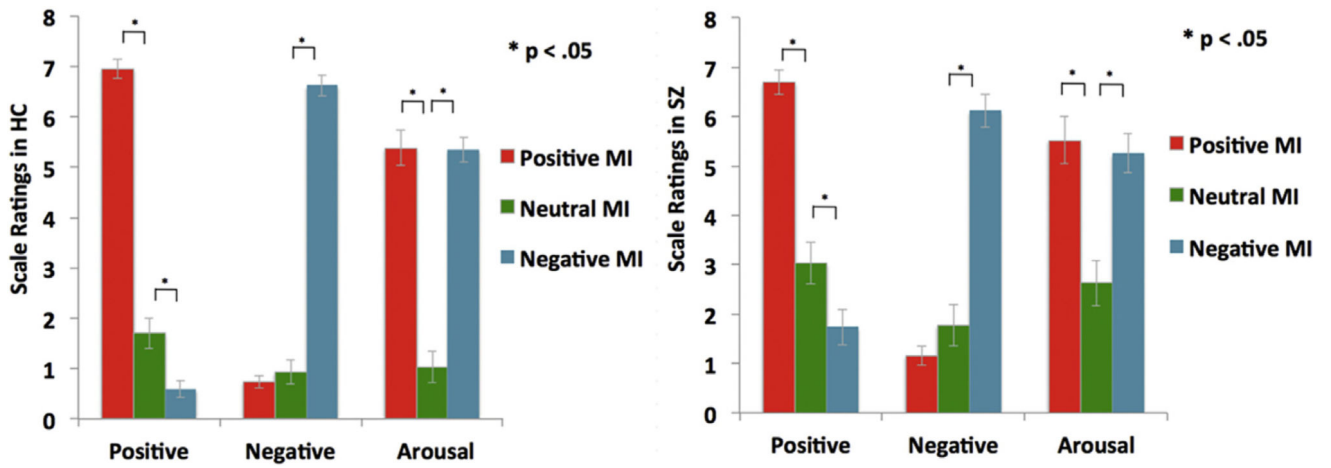 Scale Ratings in HC
8
7
6
5
4
3
2
1
0
*
*
*
*
*
* p < .05
Positive MI
Neutral MI
Negative MI
Positive Negative Arousal
Scale Ratings in SZ
8
7
6
5
4
3
2
1
0
*
*
*
*
*
* p < .05
Positive MI
Neutral MI
Negative MI
Positive Negative Arousal